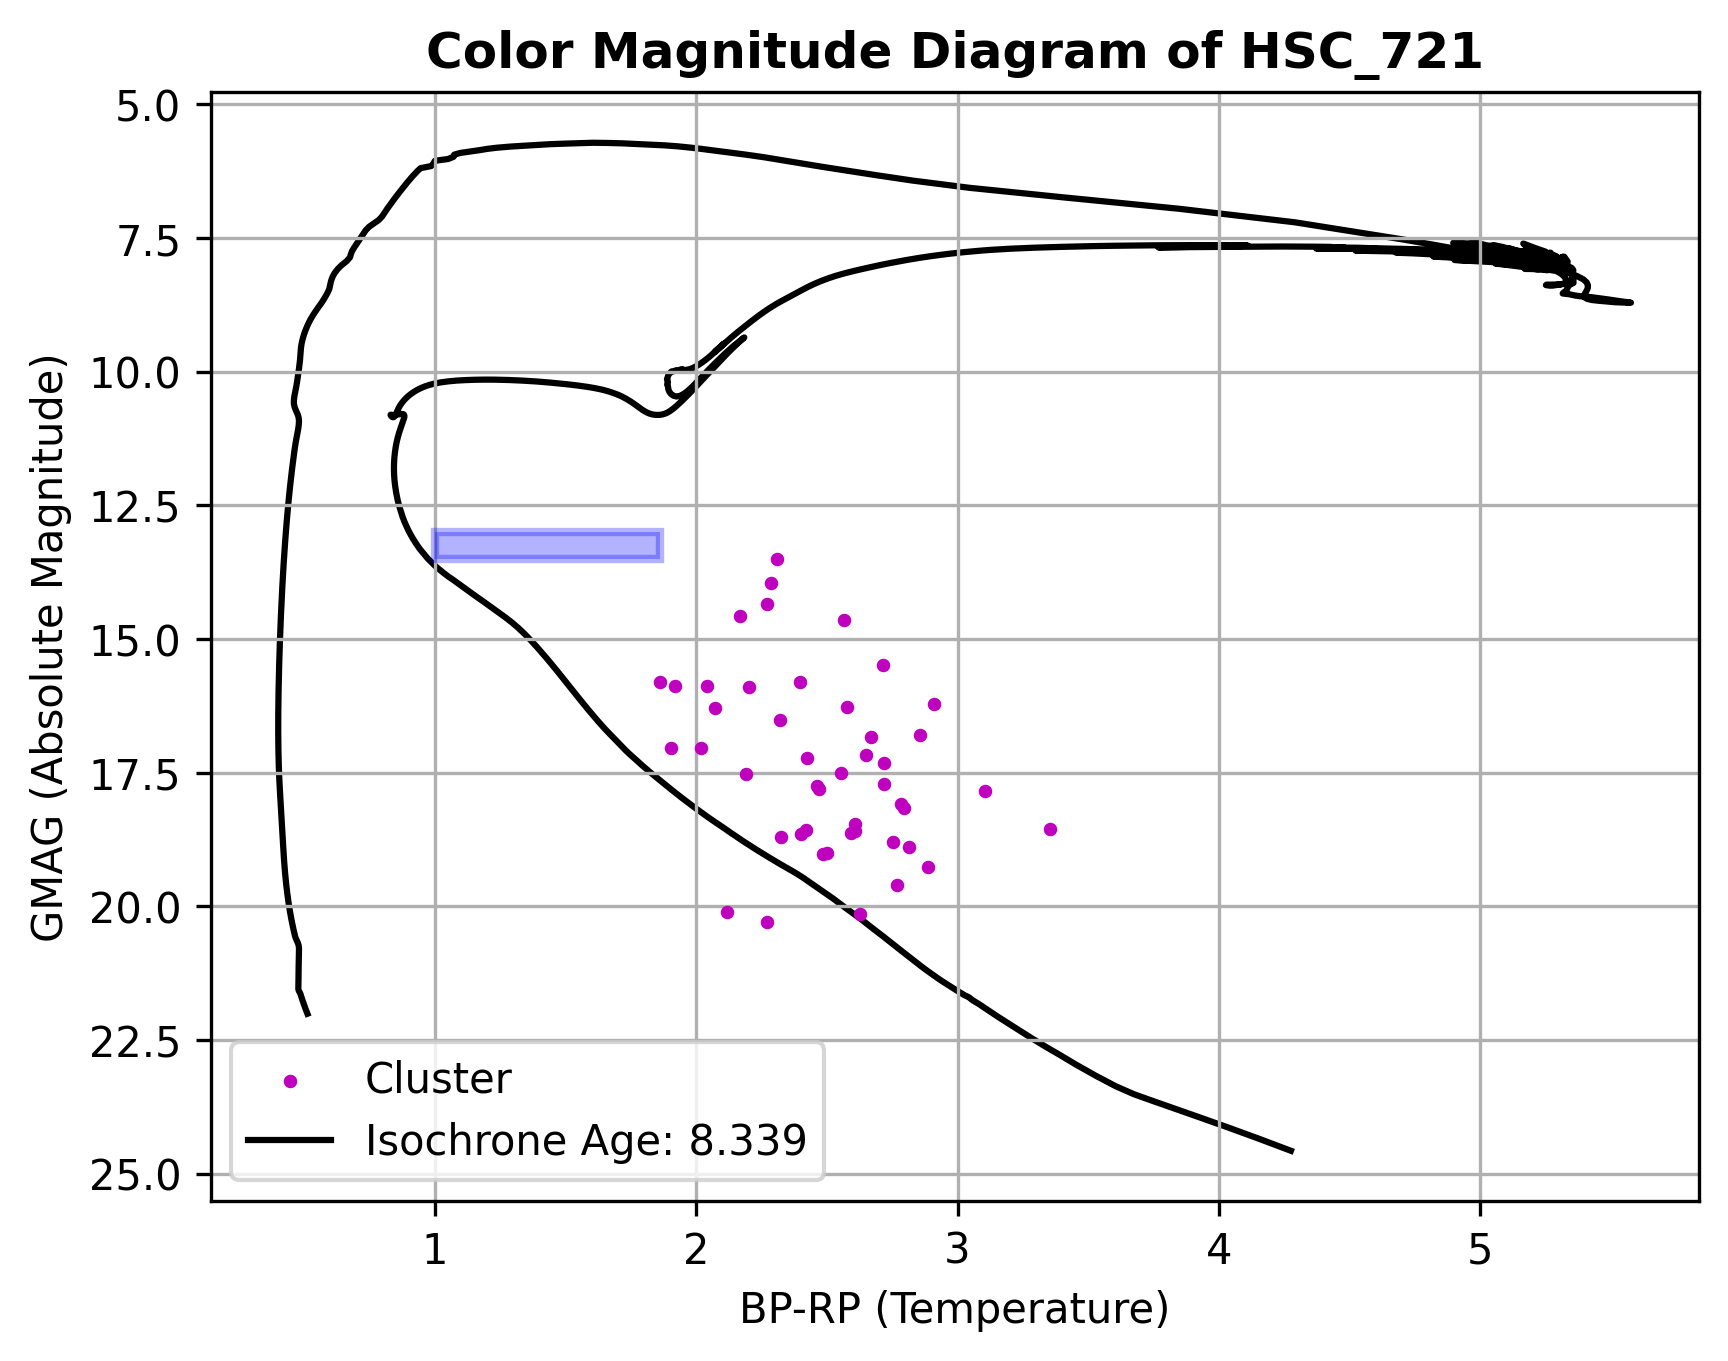 Color Magnitude Diagram of HSC_721
GMAG (Absolute Magnitude)
5.0
7.5
10.0
12.5
15.0
17.5
20.0
22.5
25.0
Cluster
Isochrone Age: 8.339
1 2 3 4 5
BP-RP (Temperature)